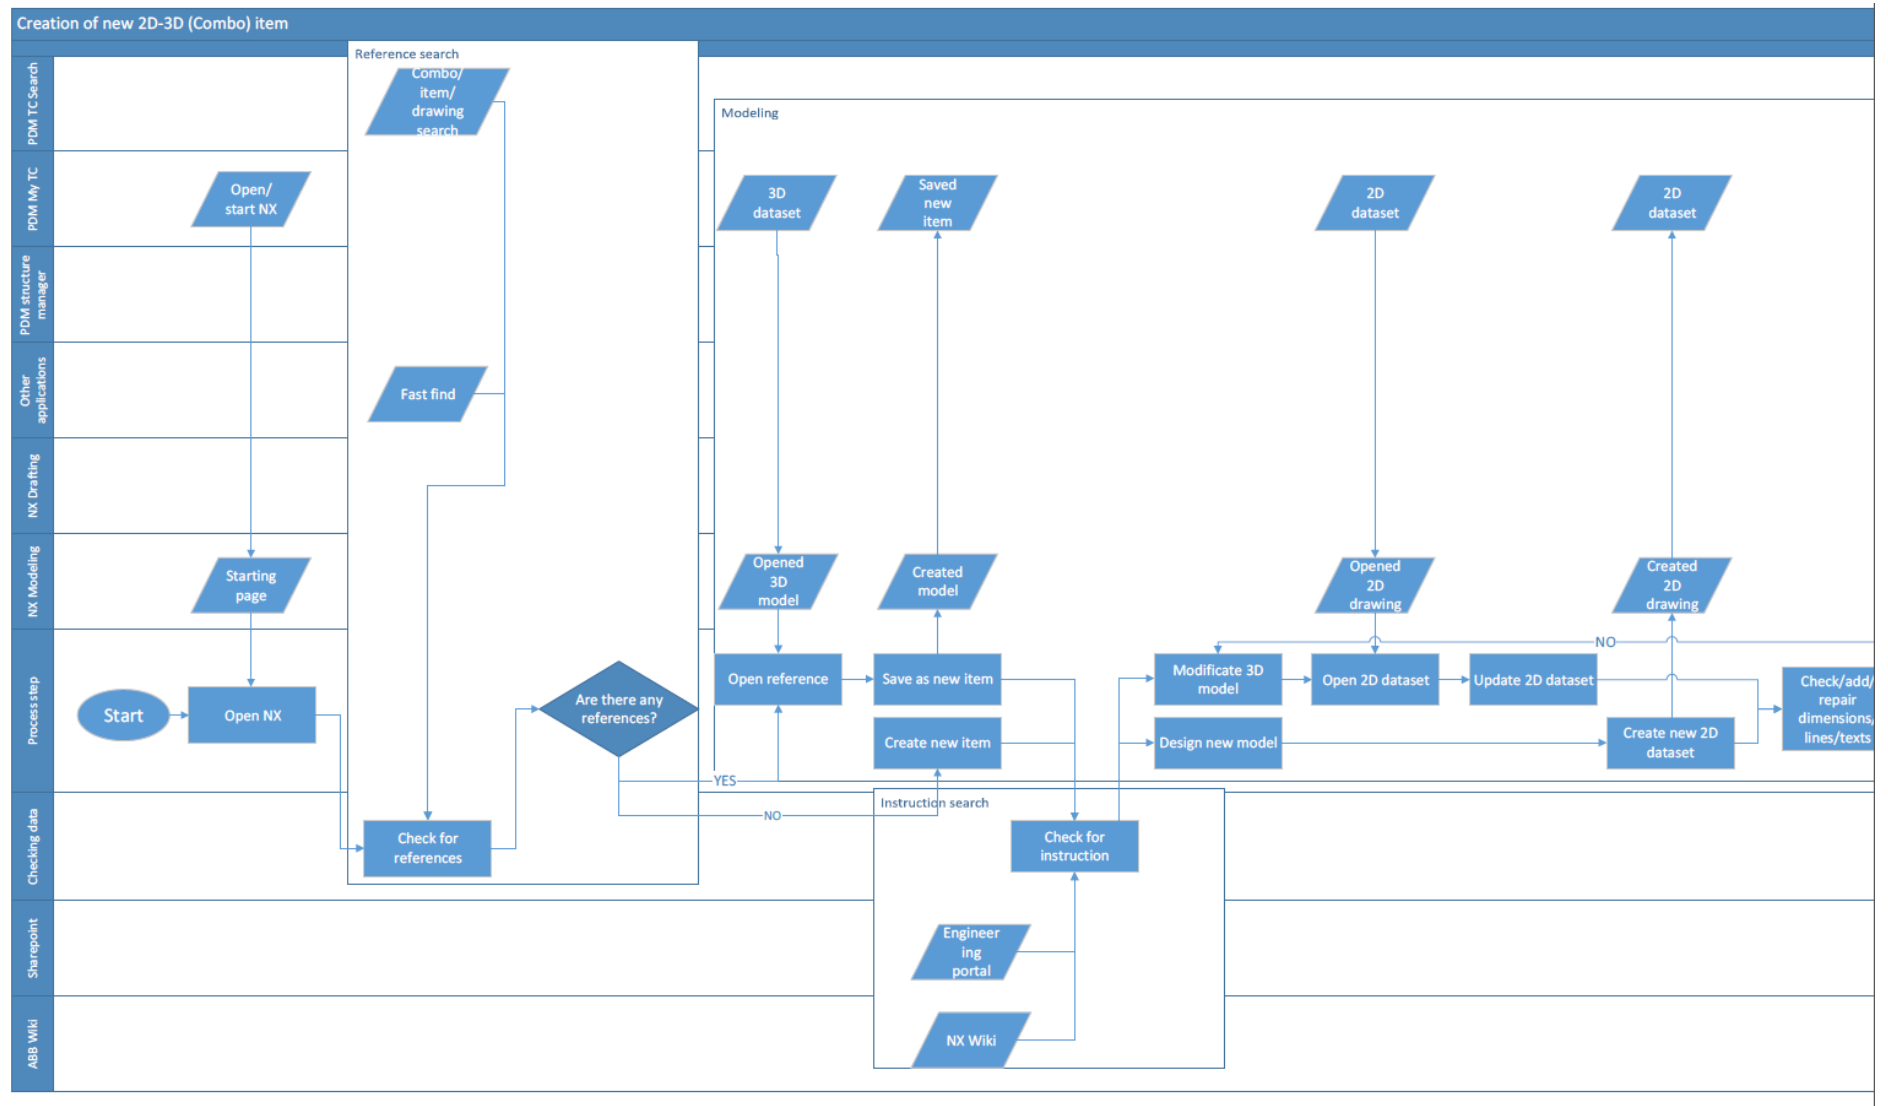 Creation of new 2D-3D (Combo) item
Reference search
PDM TC Search
Combo/
item/
drawing
search
Modeling
PDM My TC
Open/
start NX
3D
dataset
Saved
new
item
2D
dataset
2D
dataset
PDM structure
manager
Other
applications
Fast find
NX Drafting
NX Modeling
Starting
page
Opened
3D
model
Created
model
Opened
2D
drawing
Created
2D
drawing
Process step
Start
Open NX
Are there any
references?
Open reference
Save as new item
Create new item
Modificate 3D
model
Design new model
Open 2D dataset
Update 2D dataset
NO
Create new 2D
dataset
Check/add/
repair
dimensions/
lines/texts
YES
NO
Checking data
Check for
references
Instruction search
Check for
instruction
Sharepoint
Engineer
ing
portal
ABB Wiki
NX Wiki